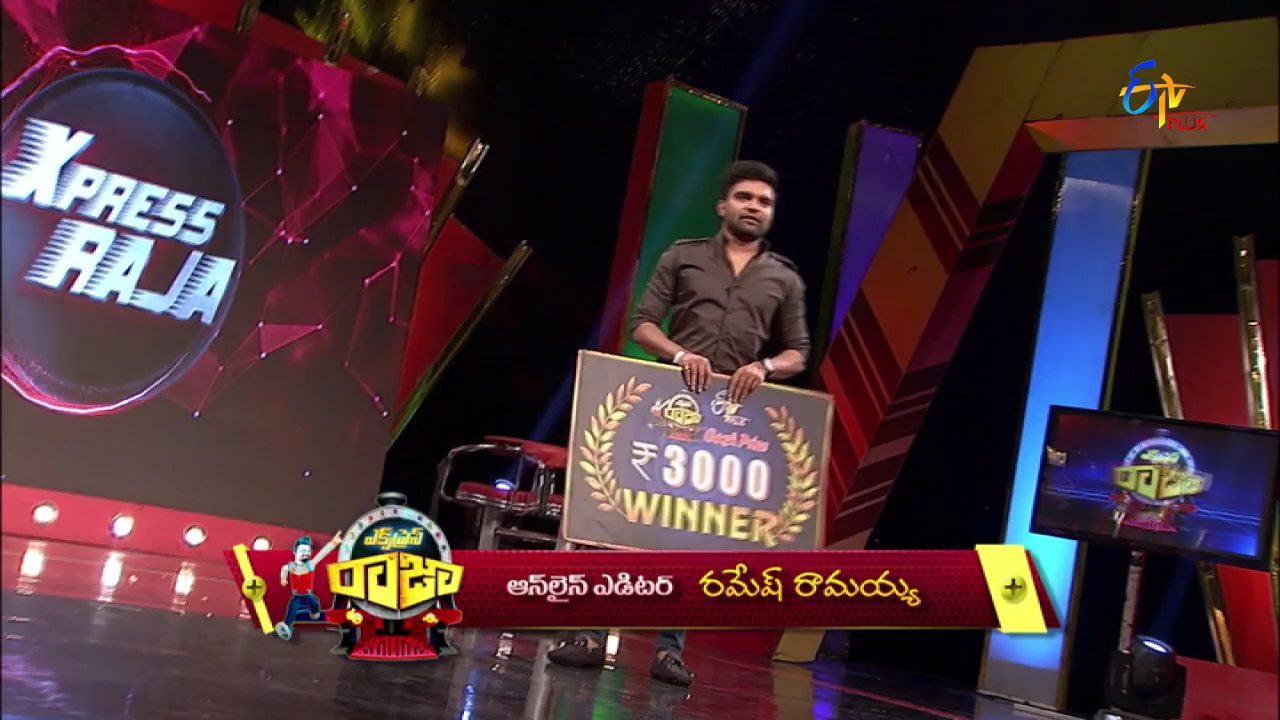 XPRESS
RAJA
ETV
PLUS
రాజా
Cash Prize
₹ 3000
WINNER
రాజా
ఎక్స్‌ప్రెస్
రాజా
ఆన్‌లైన్ ఎడిటర్ రమేష్ రామయ్య